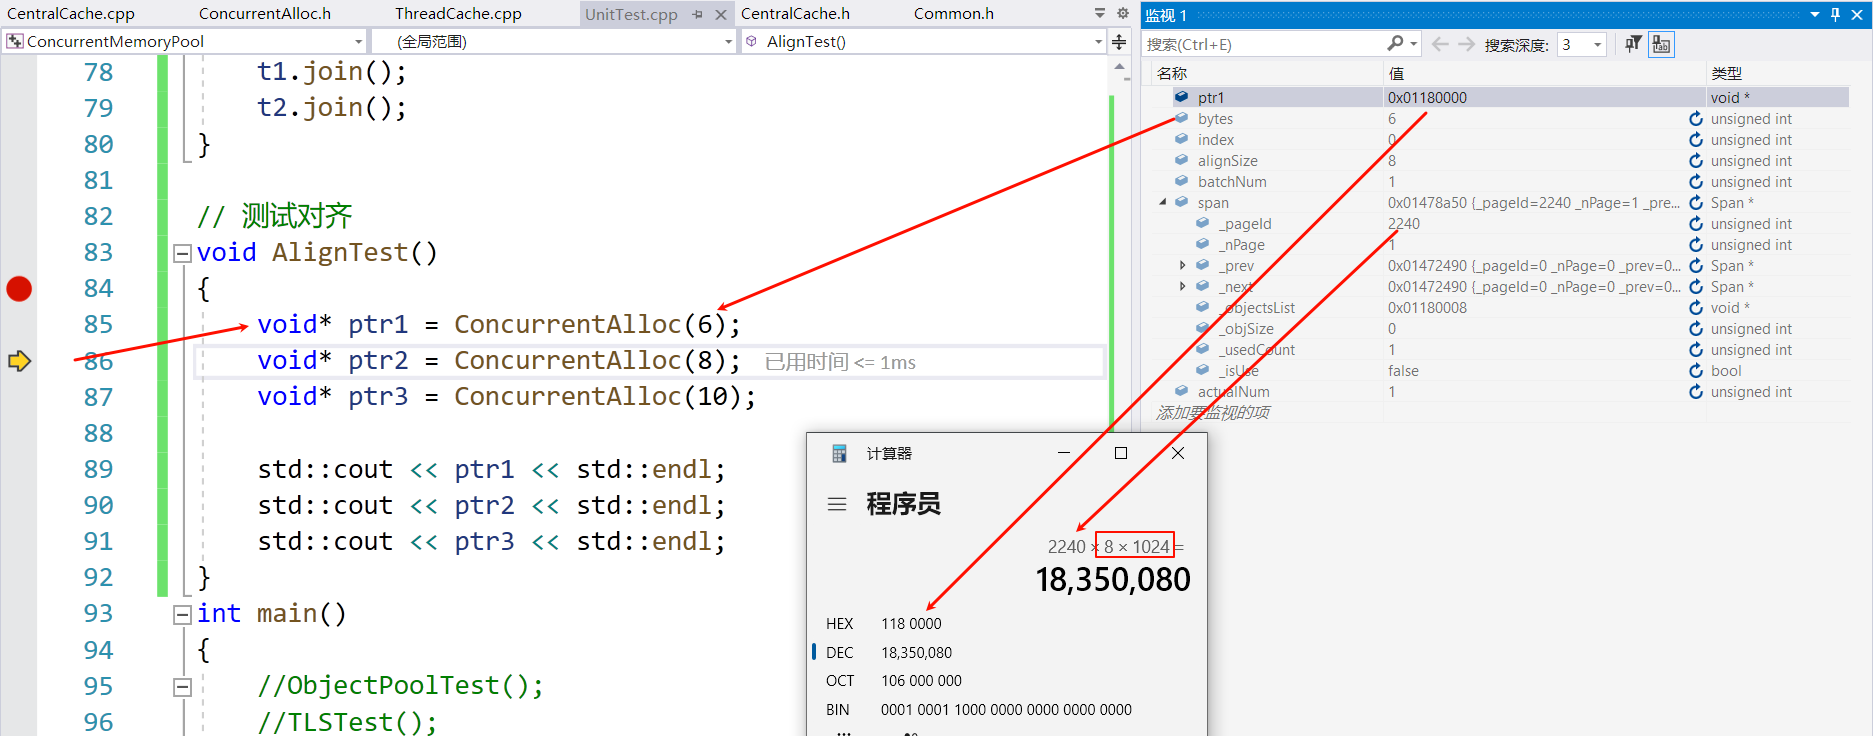 CentralCache.cpp ConcurrentAlloc.h ThreadCache.cpp UnitTest.cpp CentralCache.h Common.h
ConcurrentMemoryPool (全局范围) AlignTest()
78 t1.join();
79 t2.join();
80 }
81
82 // 测试对齐
83 void AlignTest()
84 {
85 void* ptr1 = ConcurrentAlloc(6);
86 void* ptr2 = ConcurrentAlloc(8); 已用时间 <= 1ms
87 void* ptr3 = ConcurrentAlloc(10);
88
89 std::cout << ptr1 << std::endl;
90 std::cout << ptr2 << std::endl;
91 std::cout << ptr3 << std::endl;
92 }
93 int main()
94 {
95 //ObjectPoolTest();
96 //TLSTest();
监视 1
搜索(Ctrl+E) 搜索深度: 3
名称 值 类型
ptr1 0x01180000 void *
bytes 6 unsigned int
index 0 unsigned int
alignSize 8 unsigned int
batchNum 1 unsigned int
span 0x01478a50 {_pageId=2240 _nPage=1 _pre... Span *
_pageId 2240 unsigned int
_nPage 1 unsigned int
_prev 0x01472490 {_pageId=0 _nPage=0 _prev=0... Span *
_next 0x01472490 {_pageId=0 _nPage=0 _prev=0... Span *
_objectsList 0x01180008 void *
_objSize 0 unsigned int
_usedCount 1 unsigned int
_isUse false bool
actualNum 1 unsigned int
添加要监视的项
计算器
程序员
2240 × 8 × 1024 =
18,350,080
HEX 118 0000
DEC 18,350,080
OCT 106 000 000
BIN 0001 0001 1000 0000 0000 0000 0000